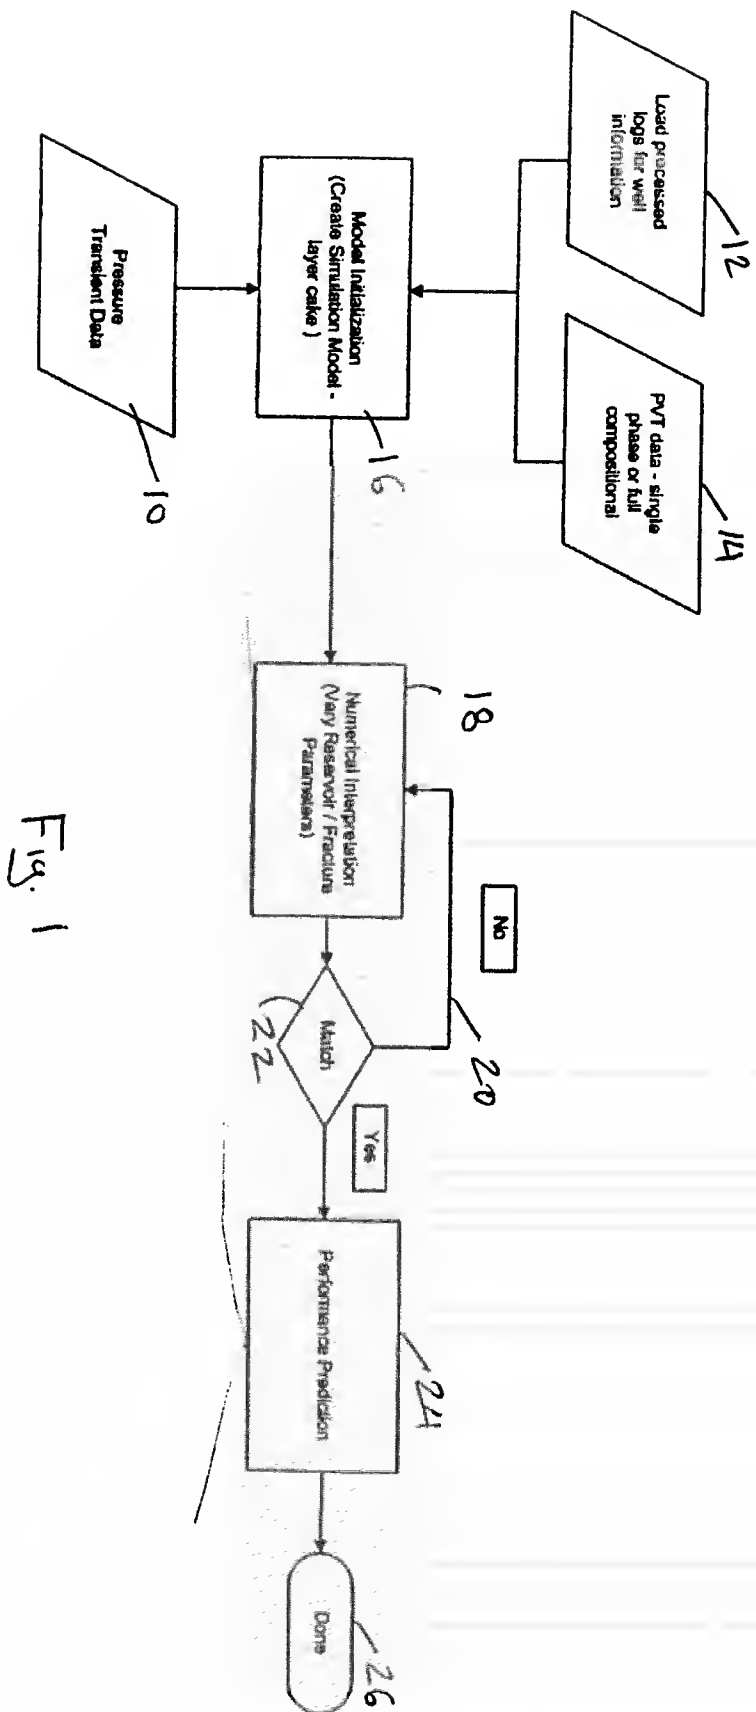 Load processed
logs for well
information
12
PVT data - single
phase or full
compositional
14
Model Initialization
(Create Simulation Model -
layer cake )
16
Pressure
Transient Data
10
Numerical Interpretation
(Vary Reservoir / Fracture
Parameters)
18
No
20
Match
22
Yes
Performance Prediction
24
Done
26
Fig. 1